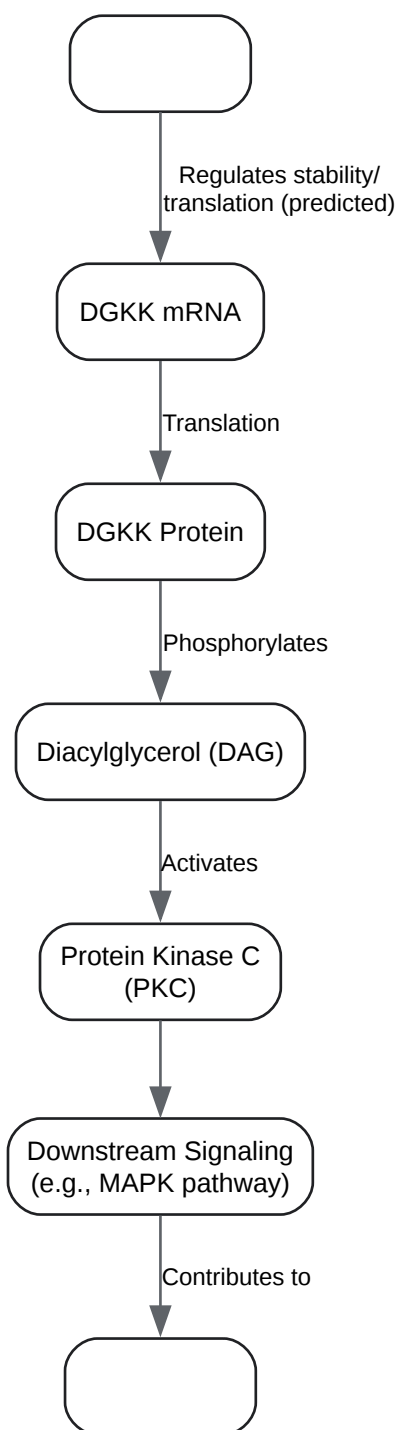 Regulates stability/
translation (predicted)
DGKK mRNA
Translation
DGKK Protein
Phosphorylates
Diacylglycerol (DAG)
Activates
Protein Kinase C
(PKC)
Downstream Signaling
(e.g., MAPK pathway)
Contributes to